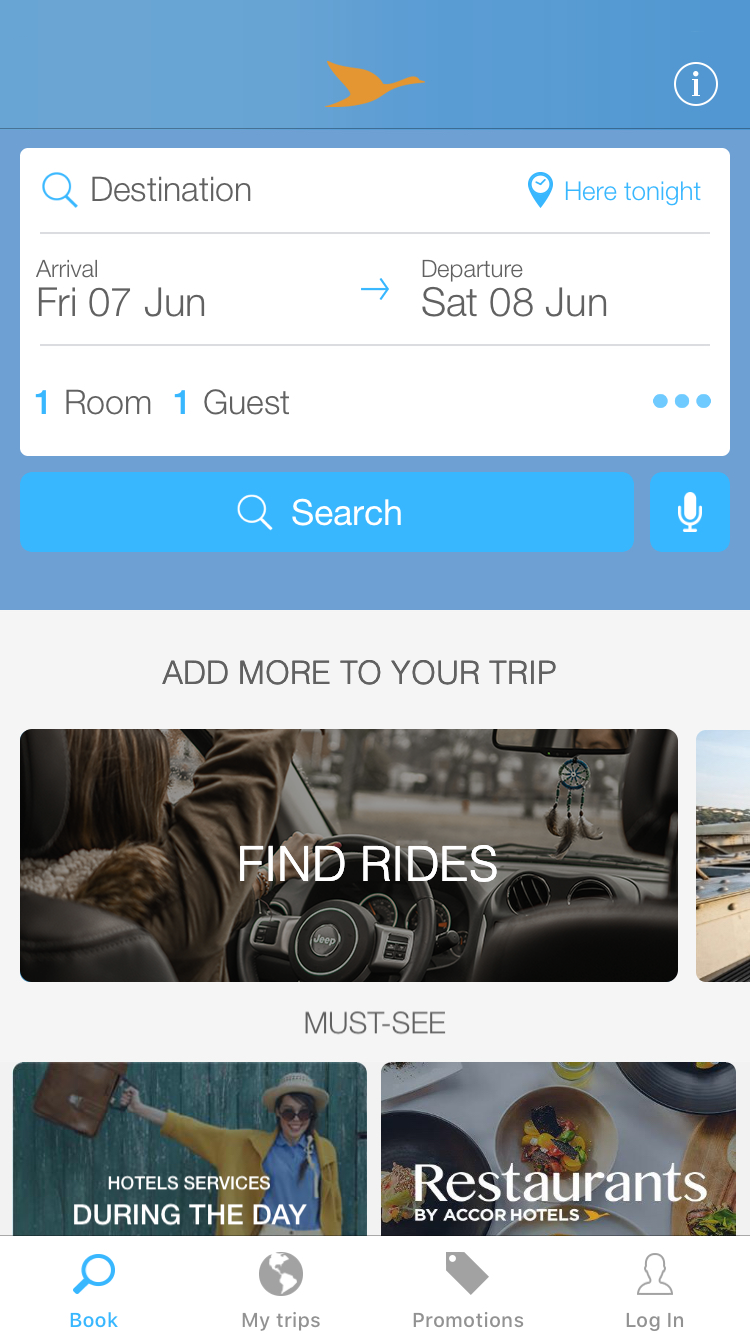 i
Destination
Here tonight
Arrival
Departure
Fri 07 Jun
Sat 08 Jun
1 Room 1 Guest
Search
ADD MORE TO YOUR TRIP
FIND RIDES
Jeep
MUST-SEE
HOTELS SERVICES
DURING THE DAY
Restaurants
BY ACCOR HOTELS
Book
My trips
Promotions
Log In